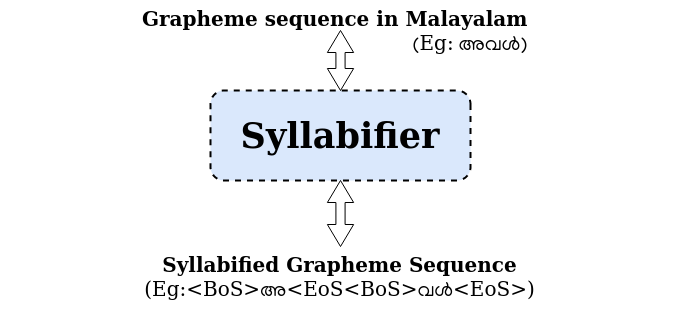 Grapheme sequence in Malayalam
(Eg: അവൾ)
Syllabifier
Syllabified Grapheme Sequence
(Eg:<BoS>അ<EoS<BoS>വൾ<EoS>)